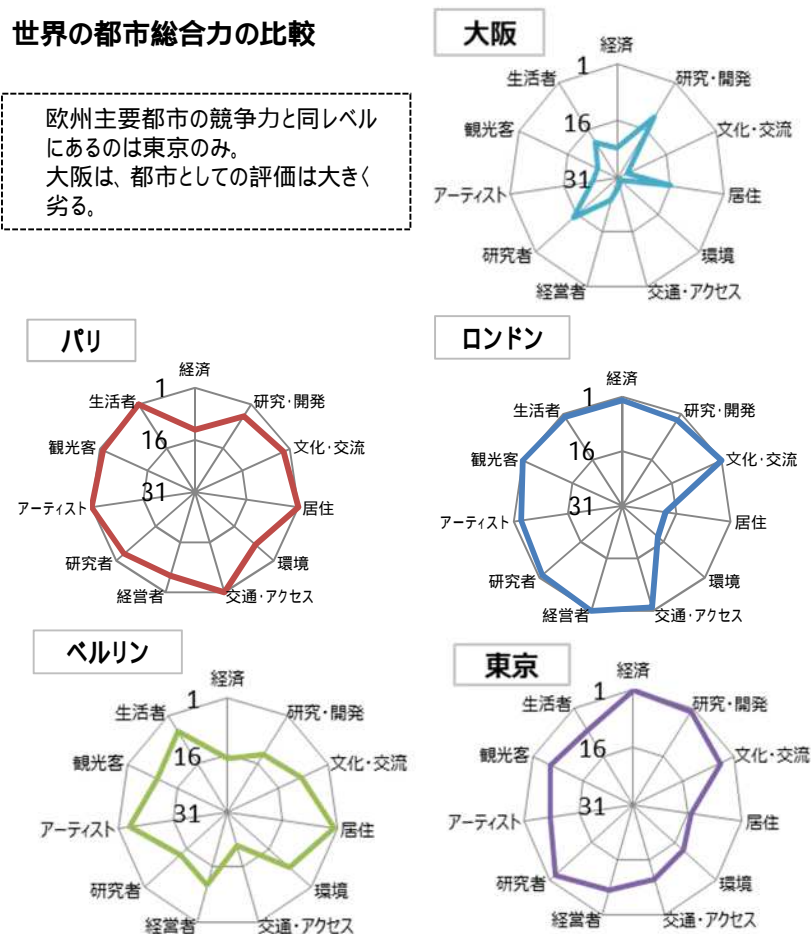 世界の都市総合力の比較
欧州主要都市の競争力と同レベル
にあるのは東京のみ。
大阪は、都市としての評価は大きく
劣る。
大阪
経済
1
生活者
研究・開発
16
観光客
文化・交流
31
アーティスト
居住
研究者
環境
経営者
交通・アクセス
パリ
経済
1
生活者
研究・開発
16
観光客
文化・交流
31
アーティスト
居住
研究者
環境
経営者
交通・アクセス
ロンドン
経済
1
生活者
研究・開発
16
観光客
文化・交流
31
アーティスト
居住
研究者
環境
経営者
交通・アクセス
ベルリン
経済
1
生活者
研究・開発
16
観光客
文化・交流
31
アーティスト
居住
研究者
環境
経営者
交通・アクセス
東京
経済
1
生活者
研究・開発
16
観光客
文化・交流
31
アーティスト
居住
研究者
環境
経営者
交通・アクセス